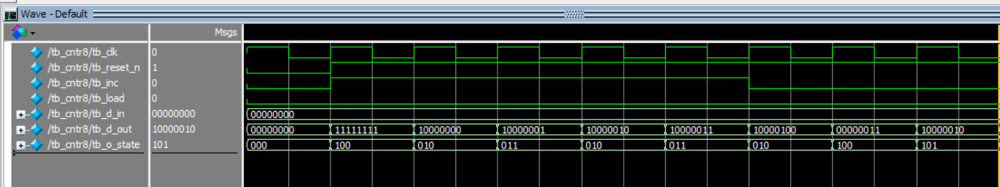 Wave - Default
Msgs
/tb_cntr8/tb_clk 0
/tb_cntr8/tb_reset_n 1
/tb_cntr8/tb_inc 0
/tb_cntr8/tb_load 0
/tb_cntr8/tb_d_in 00000000 00000000
/tb_cntr8/tb_d_out 10000010 00000000 11111111 10000000 10000001 10000010 10000011 10000100 00000011 10000010
/tb_cntr8/tb_o_state 101 000 100 010 011 010 011 010 100 101